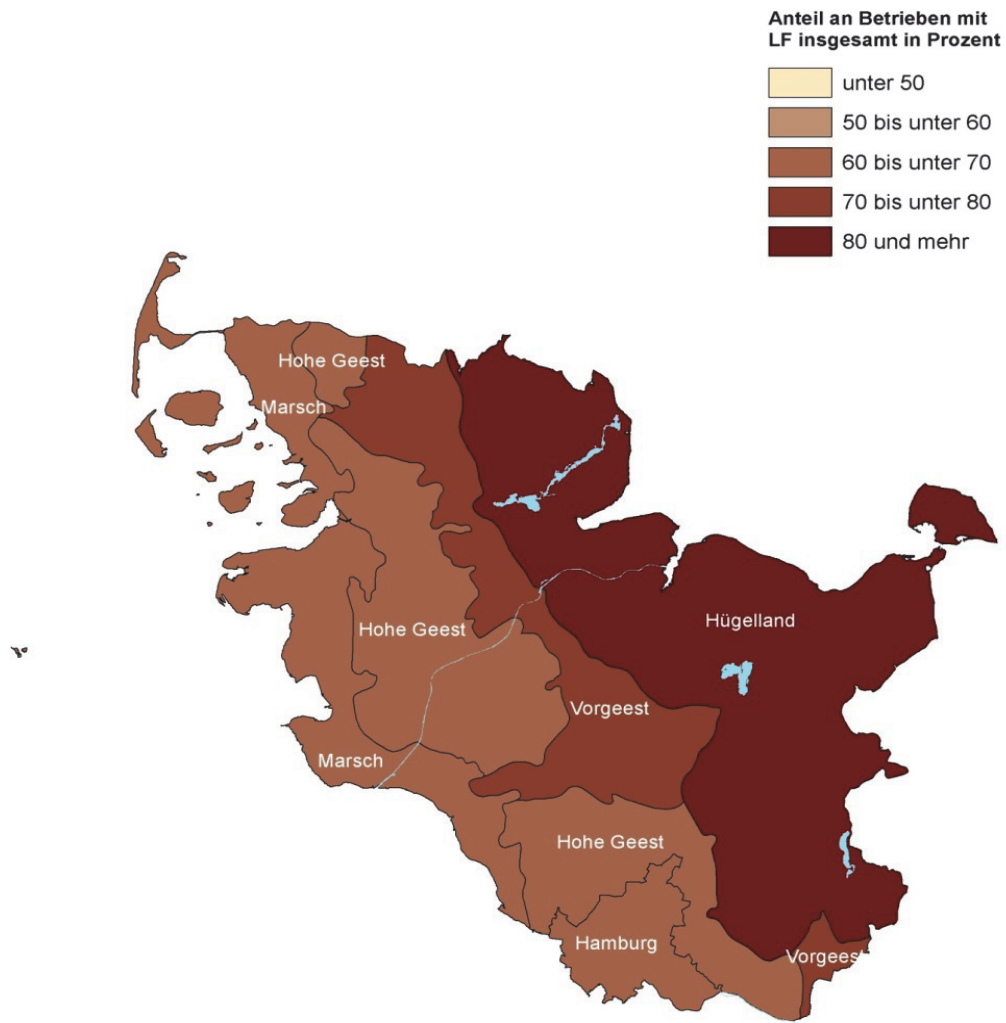 Anteil an Betrieben mit
LF insgesamt in Prozent
unter 50
50 bis unter 60
60 bis unter 70
70 bis unter 80
80 und mehr
Hohe Geest
Marsch
Hügelland
Hohe Geest
Vorgeest
Marsch
Hohe Geest
Hamburg
Vorgeest